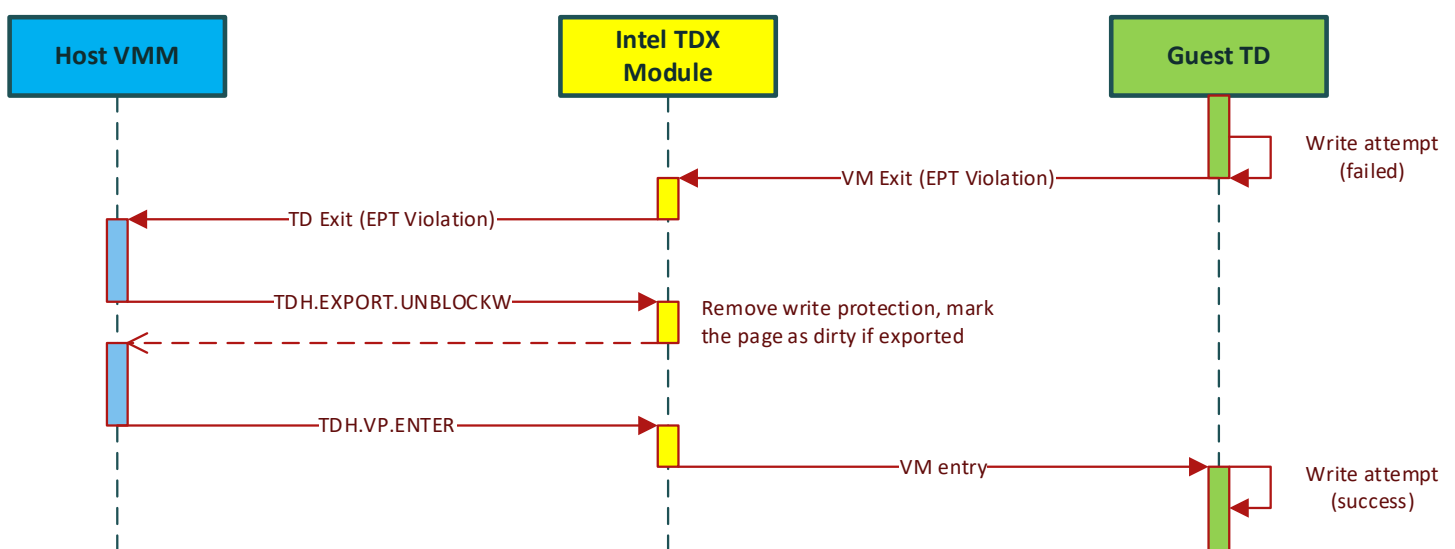 Host VMM
Intel TDX
Module
Guest TD
Write attempt
(failed)
VM Exit (EPT Violation)
TD Exit (EPT Violation)
TDH.EXPORT.UNBLOCKW
Remove write protection, mark
the page as dirty if exported
TDH.VP.ENTER
VM entry
Write attempt
(success)